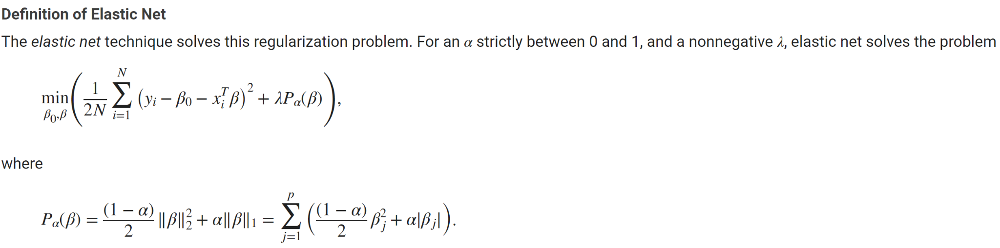 Definition of Elastic Net
The elastic net technique solves this regularization problem. For an α strictly between 0 and 1, and a nonnegative λ, elastic net solves the problem
$\min_{\beta_0,\beta}\left(\frac{1}{2N}\sum_{i=1}^{N}\left(y_i-\beta_0-x_i^T\beta\right)^2+\lambda P_\alpha(\beta)\right),$
where
$P_\alpha(\beta)=\frac{(1-\alpha)}{2}\|\beta\|_2^2+\alpha\|\beta\|_1=\sum_{j=1}^{p}\left(\frac{(1-\alpha)}{2}\beta_j^2+\alpha|\beta_j|\right).$